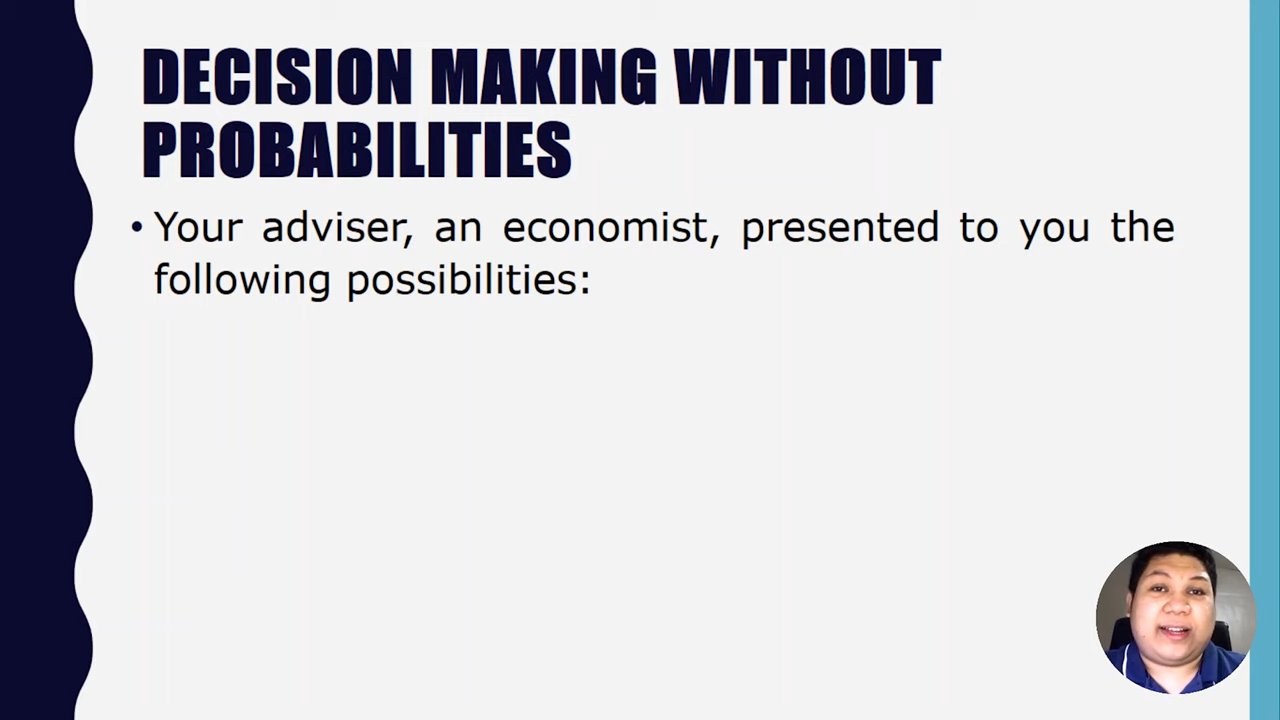 DECISION MAKING WITHOUT
PROBABILITIES
• Your adviser, an economist, presented to you the
following possibilities: